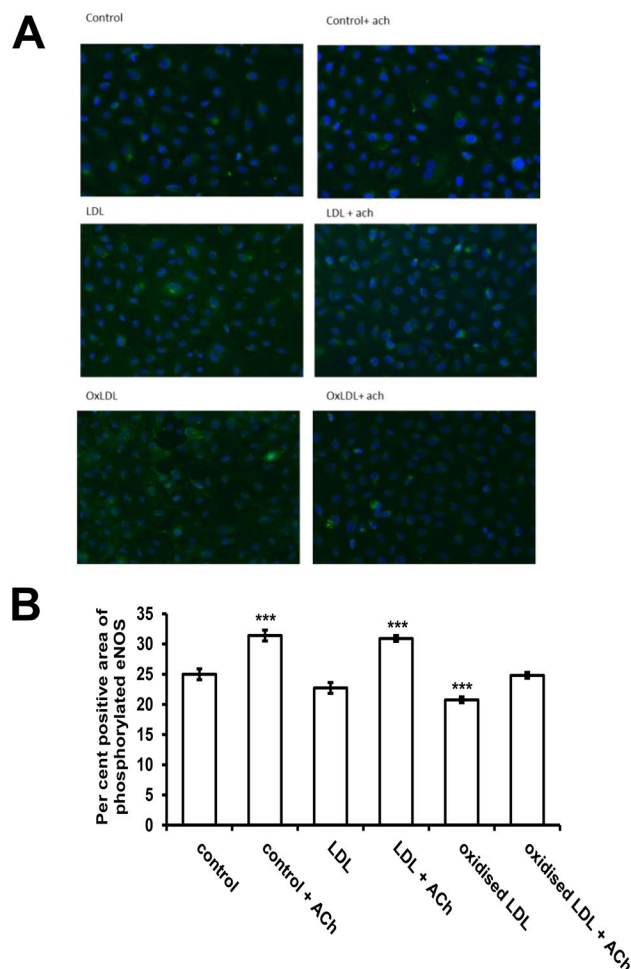 A
Control
Control+ ach
LDL
LDL + ach
OxLDL
OxLDL+ ach
B
Per cent positive area of
phosphorylated eNOS
35
30
25
20
15
10
5
0
***
***
***
control
control + ACh
LDL
LDL + ACh
oxidised LDL
oxidised LDL + ACh